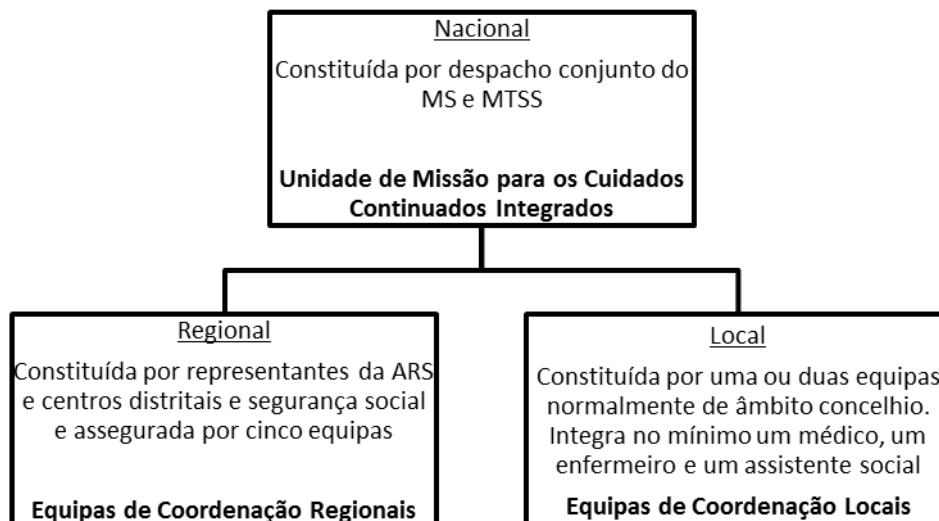 Nacional
Constituída por despacho conjunto do
MS e MTSS
Unidade de Missão para os Cuidados
Continuados Integrados
Regional
Constituída por representantes da ARS
e centros distritais e segurança social
e assegurada por cinco equipas
Equipas de Coordenação Regionais
Local
Constituída por uma ou duas equipas
normalmente de âmbito concelhio.
Integra no mínimo um médico, um
enfermeiro e um assistente social
Equipas de Coordenação Locais